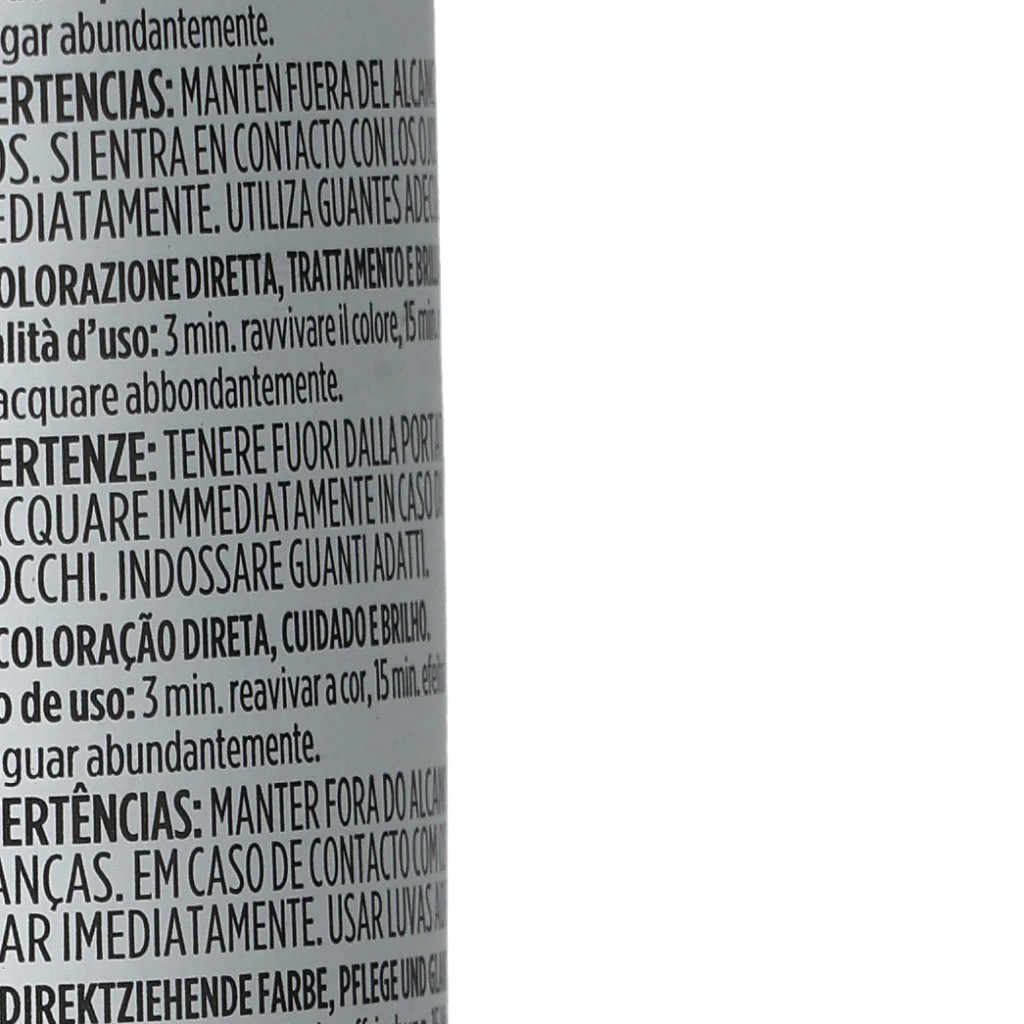 gar abundantemente.
ERTENCIAS: MANTÉN FUERA DEL
OS. SI ENTRA EN CONTACTO CON LOS
EDIATAMENTE. UTILIZA GUANTES
OLORAZIONE DIRETTA, TRATTAMENTO E
alità d'uso: 3 min. ravvivare il colore, 15 min.
acquare abbondantemente.
ERTENZE: TENERE FUORI DALLA
CQUARE IMMEDIATAMENTE IN CASO
OCCHI. INDOSSARE GUANTI ADATTI.
COLORAÇÃO DIRETA, CUIDADO E BRILHO.
o de uso: 3 min. reavivar a cor, 15 min.
guar abundantemente.
ERTÊNCIAS: MANTER FORA DO
ANÇAS. EM CASO DE CONTACTO COM
AR IMEDIATAMENTE. USAR LUVAS
DIREKTZIEHENDE FARBE, PFLEGE UND